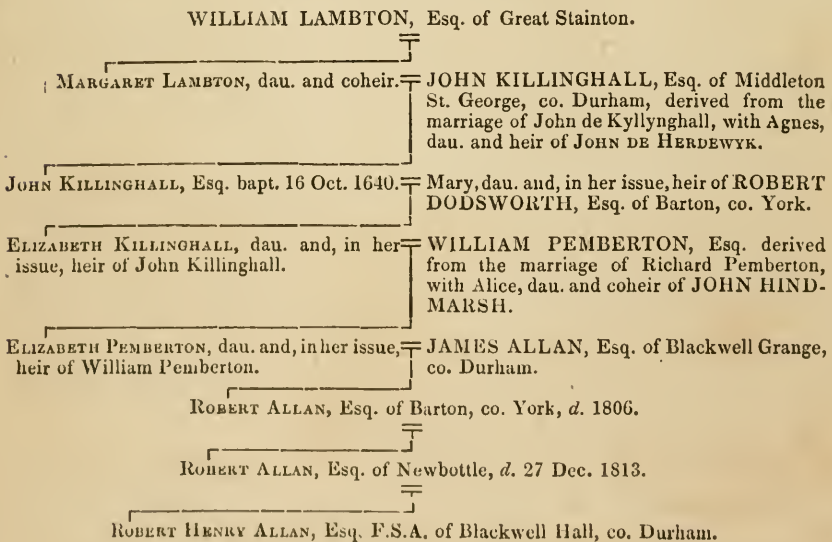 WILLIAM LAMBTON, Esq. of Great Stainton.
MARGARET LAMBTON, dau. and coheir.
JOHN KILLINGHALL, Esq. of Middleton
St. George, co. Durham, derived from the
marriage of John de Kyllynghall, with Agnes,
dau. and heir of JOHN DE HERDEWYK.
JOHN KILLINGHALL, Esq. bapt. 16 Oct. 1640.
Mary, dau. and, in her issue, heir of ROBERT
DODSWORTH, Esq. of Barton, co. York.
ELIZABETH KILLINGHALL, dau. and, in her
issue, heir of John Killinghall.
WILLIAM PEMBERTON, Esq. derived
from the marriage of Richard Pemberton,
with Alice, dau. and coheir of JOHN HIND-
MARSH.
ELIZABETH PEMBERTON, dau. and, in her issue,
heir of William Pemberton.
JAMES ALLAN, Esq. of Blackwell Grange,
co. Durham.
ROBERT ALLAN, Esq. of Barton, co. York, d. 1806.
ROBERT ALLAN, Esq. of Newbottle, d. 27 Dec. 1813.
ROBERT HENRY ALLAN, Esq. F.S.A. of Blackwell Hall, co. Durham.